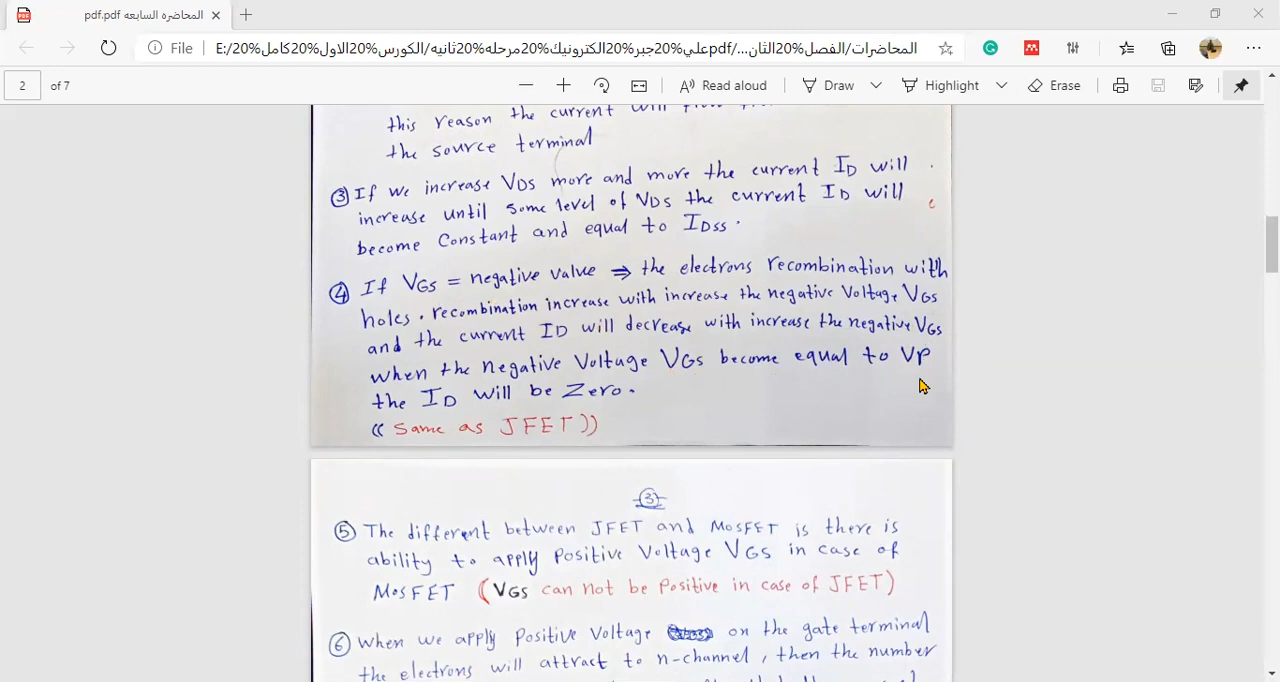 المحاضره السابعه pdf.pdf
File E:/المحاضرات/الفصل%20الثان...pdf/علي%20جبر%20الكترونيك%20مرحله%20ثانيه/الكورس%20الاول%20كامل%20
2 of 7
Read aloud Draw Highlight Erase
this reason the current will flow
the source terminal
③ If we increase VDS more and more the current ID will
increase until some level of VDS the current ID will
become Constant and equal to IDSS.
④ If VGS = negative value ⇒ the electrons recombination with
holes. recombination increase with increase the negative Voltage VGS
and the current ID will decrease with increase the negative VGS
when the negative Voltage VGS become equal to VP
the ID will be Zero.
(( Same as JFET ))
-③-
⑤ The different between JFET and MOSFET is there is
ability to apply Positive Voltage VGS in case of
MOSFET (VGS can not be Positive in case of JFET)
⑥ When we apply Positive Voltage on the gate terminal
the electrons will attract to n-channel, then the number